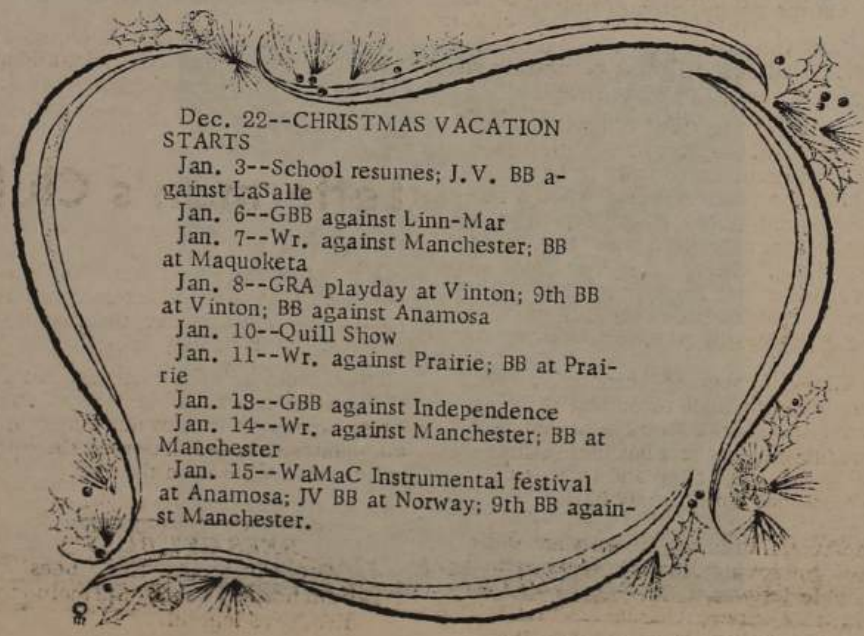 Dec. 22--CHRISTMAS VACATION
STARTS
Jan. 3--School resumes; J.V. BB a-
gainst LaSalle
Jan. 6--GBB against Linn-Mar
Jan. 7--Wr. against Manchester; BB
at Maquoketa
Jan. 8--GRA playday at Vinton; 9th BB
at Vinton; BB against Anamosa
Jan. 10--Quill Show
Jan. 11--Wr. against Prairie; BB at Prai-
rie
Jan. 13--GBB against Independence
Jan. 14--Wr. against Manchester; BB at
Manchester
Jan. 15--WaMaC Instrumental festival
at Anamosa; JV BB at Norway; 9th BB again-
st Manchester.